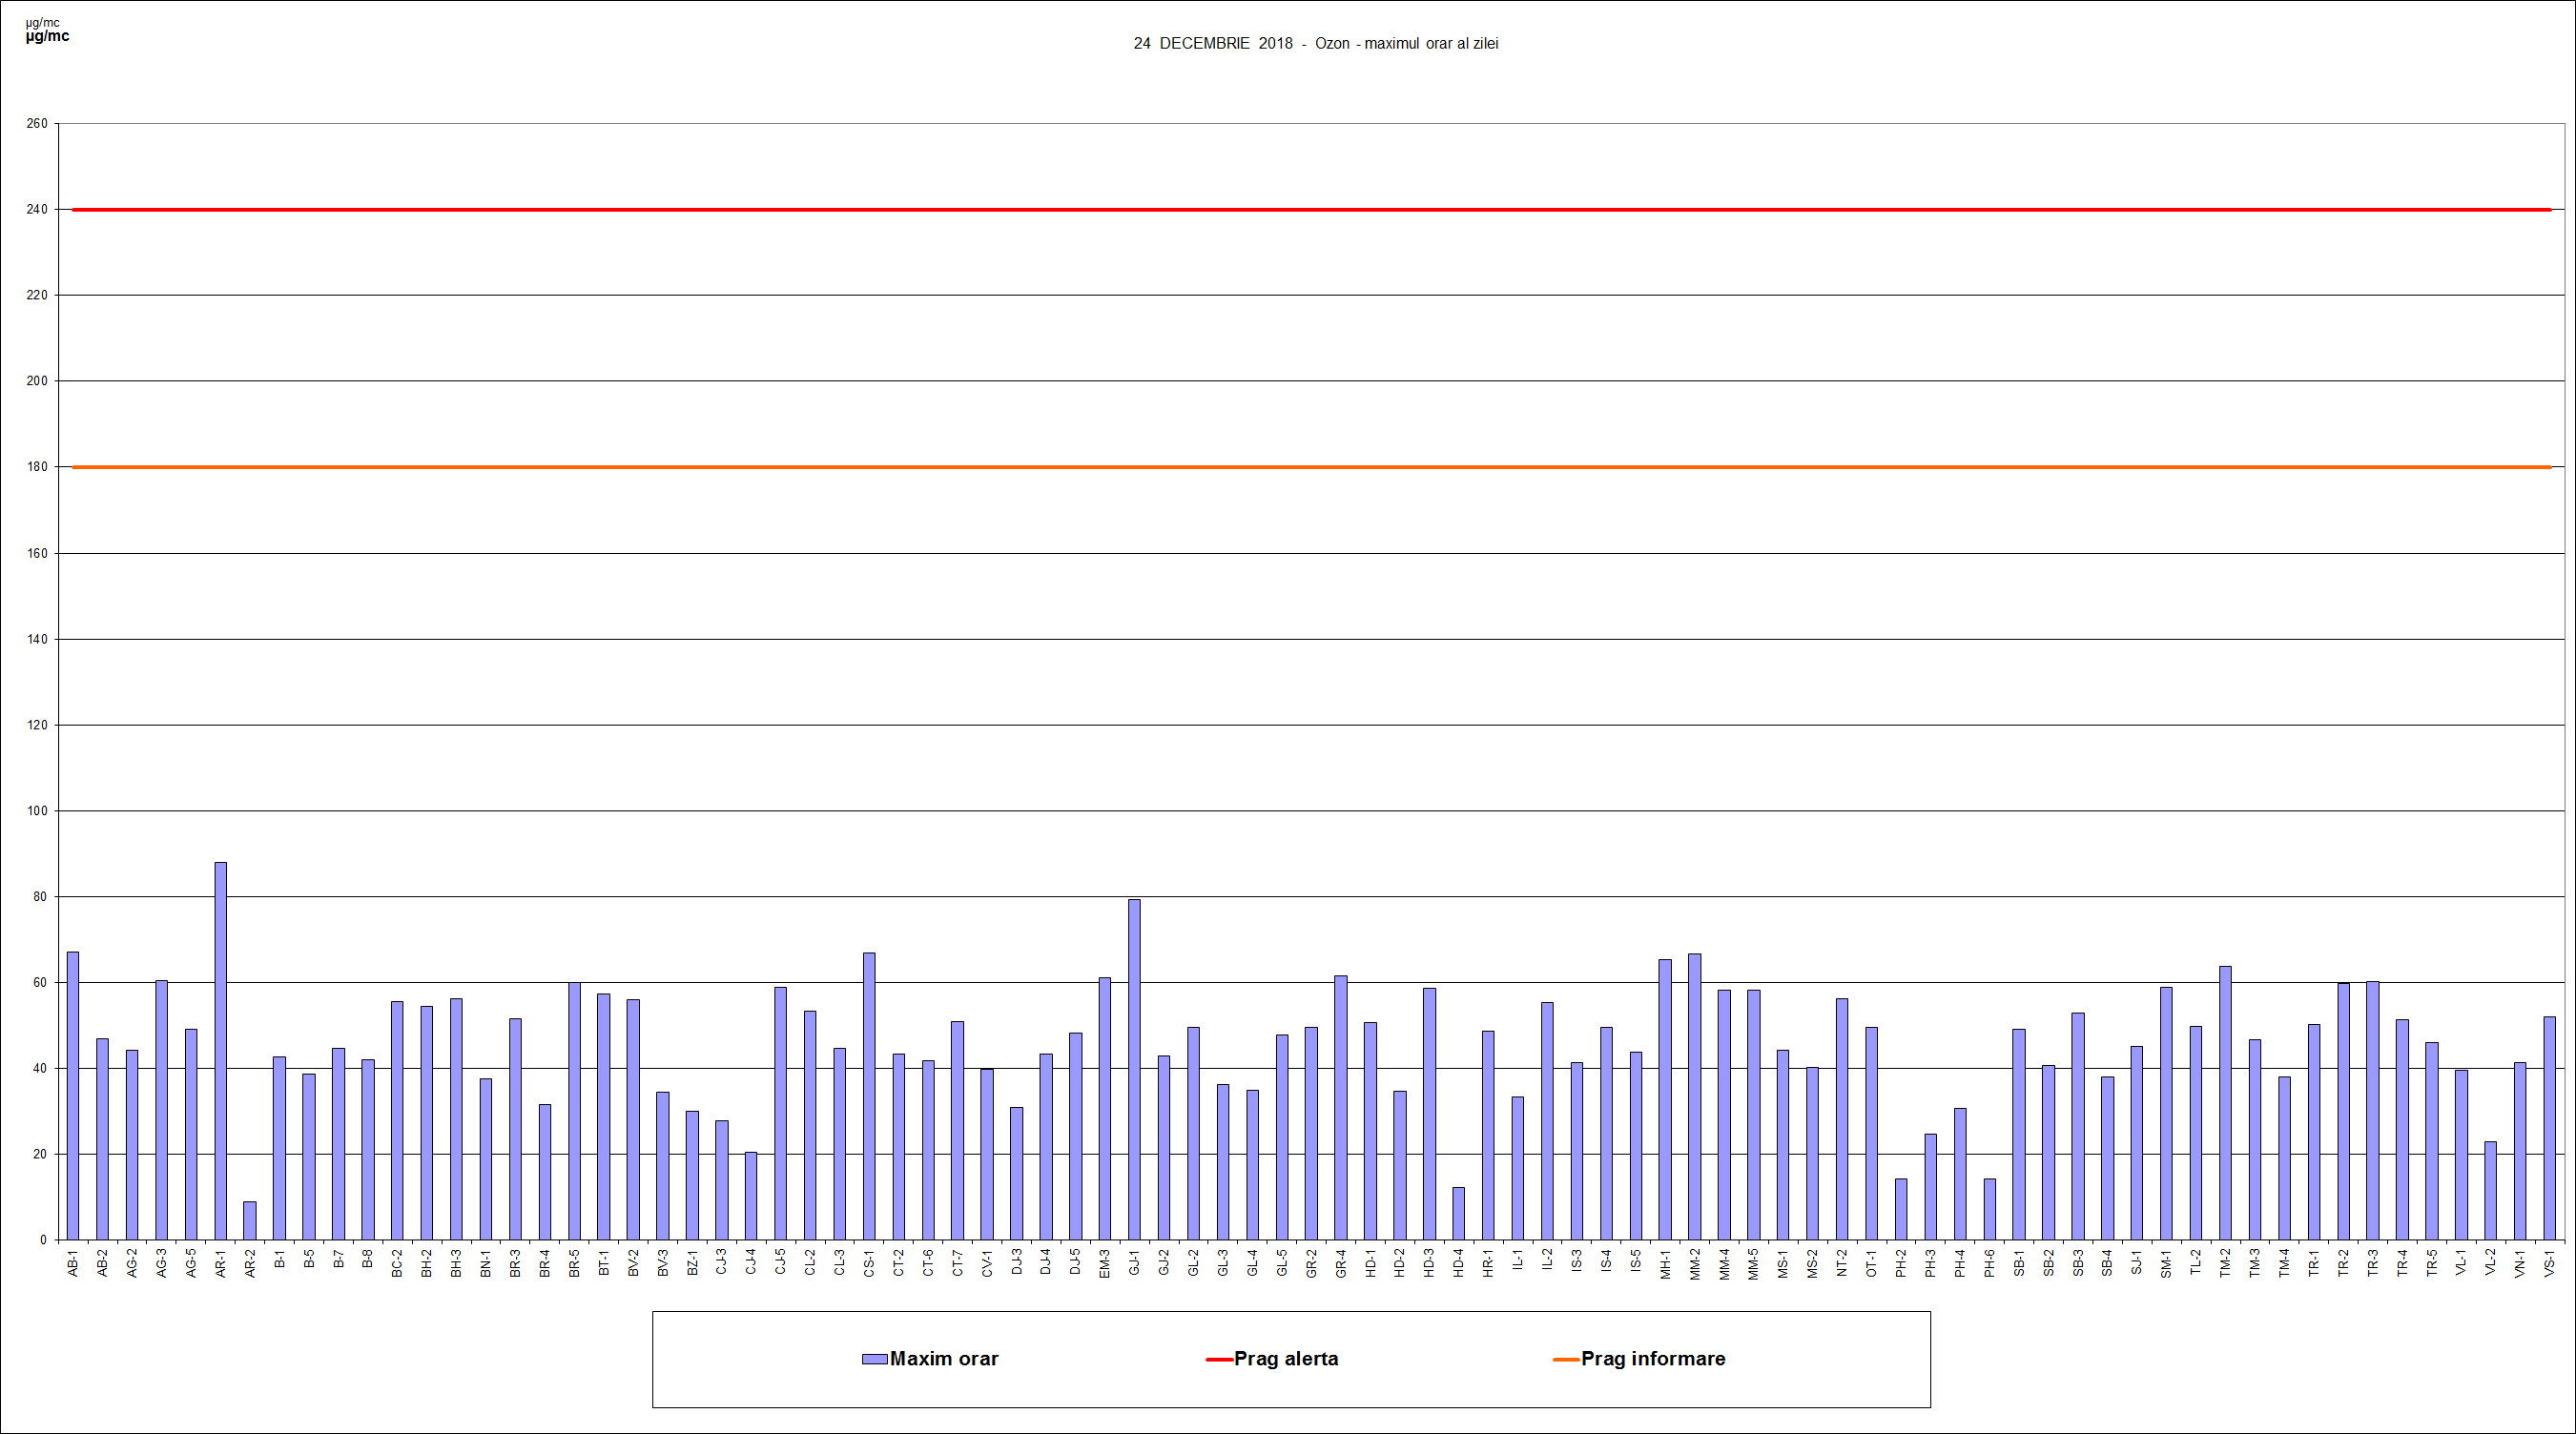 µg/mc
µg/mc
24 DECEMBRIE 2018 - Ozon - maximul orar al zilei
260
240
220
200
180
160
140
120
100
80
60
40
20
0
AB-1 AB-2 AG-2 AG-3 AG-5 AR-1 AR-2 B-1 B-5 B-7 B-8 BC-2 BH-2 BH-3 BN-1 BR-3 BR-4 BR-5 BT-1 BV-2 BV-3 BZ-1 CJ-3 CJ-4 CJ-5 CL-2 CL-3 CS-1 CT-2 CT-6 CT-7 CV-1 DJ-3 DJ-4 DJ-5 EM-3 GJ-1 GJ-2 GL-2 GL-3 GL-4 GL-5 GR-2 GR-4 HD-1 HD-2 HD-3 HD-4 HR-1 IL-1 IL-2 IS-3 IS-4 IS-5 MH-1 MM-2 MM-4 MM-5 MS-1 MS-2 NT-2 OT-1 PH-2 PH-3 PH-4 PH-6 SB-1 SB-2 SB-3 SB-4 SJ-1 SM-1 TL-2 TM-2 TM-3 TM-4 TR-1 TR-2 TR-3 TR-4 TR-5 VL-1 VL-2 VN-1 VS-1
Maxim orar Prag alerta Prag informare